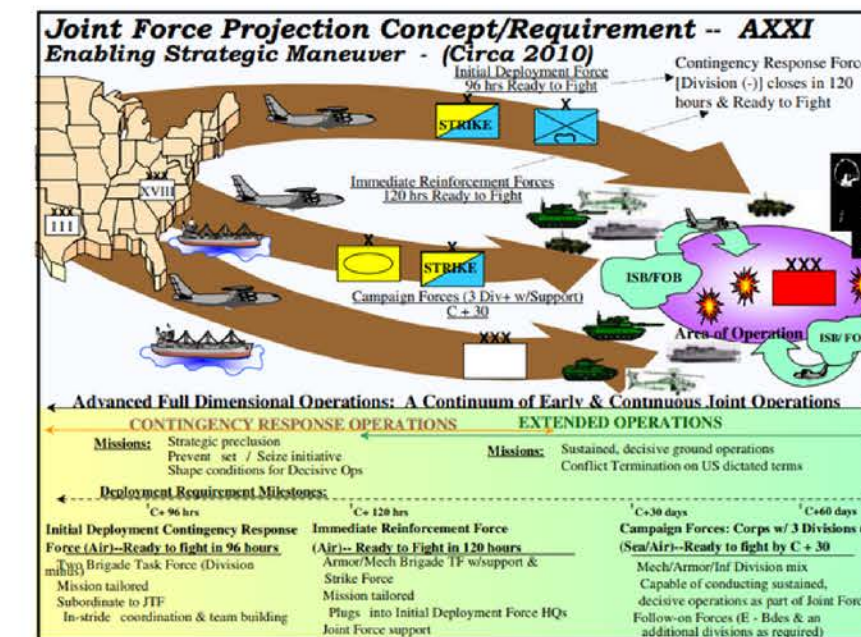 Joint Force Projection Concept/Requirement -- AXXI
Enabling Strategic Maneuver - (Circa 2010)
Initial Deployment Force
96 hrs Ready to Fight
Contingency Response Forc
[Division (-)] closes in 120
hours & Ready to Fight
X
STRIKE
X
XXX
XVIII
XXX
111
Immediate Reinforcement Forces
120 hrs Ready to Fight
X
X
STRIKE
Campaign Forces (3 Div+ w/Support)
C + 30
XXX
ISB/FOB
XXX
Area of Operation
ISB/ FO
Advanced Full Dimensional Operations: A Continuum of Early & Continuous Joint Operations
CONTINGENCY RESPONSE OPERATIONS
EXTENDED OPERATIONS
Missions: Strategic preclusion
Prevent set / Seize initiative
Shape conditions for Decisive Ops
Missions: Sustained, decisive ground operations
Conflict Termination on US dictated terms
Deployment Requirement Milestones:
C+ 96 hrs
C+ 120 hrs
C+30 days
C+60 days
Initial Deployment Contingency Response
Force (Air)--Ready to fight in 96 hours
Two Brigade Task Force (Division
minus)
Mission tailored
Subordinate to JTF
In-stride coordination & team building
Immediate Reinforcement Force
(Air)-- Ready to Fight in 120 hours
Armor/Mech Brigade TF w/support &
Strike Force
Mission tailored
Plugs into Initial Deployment Force HQs
Joint Force support
Campaign Forces: Corps w/ 3 Divisions
(Sea/Air)--Ready to fight by C + 30
Mech/Armor/Inf Division mix
Capable of conducting sustained,
decisive operations as part of Joint Forc
Follow-on Forces (E - Bdes & an
additional divisions as required)